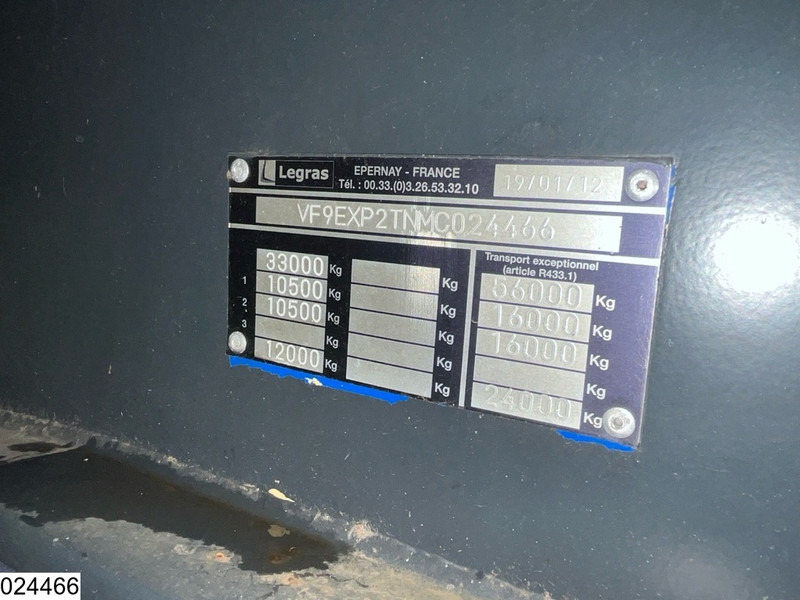 Legras EPERNAY - FRANCE 19/01/12
Tél. : 00.33.(0)3.26.53.32.10
VF9EXP2TNMC024466
Transport exceptionnel
(article R433.1)
33000 Kg Kg 56000 Kg
1 10500 Kg Kg 16000 Kg
2 10500 Kg Kg 16000 Kg
3 Kg Kg Kg
12000 Kg Kg 24000 Kg
024466